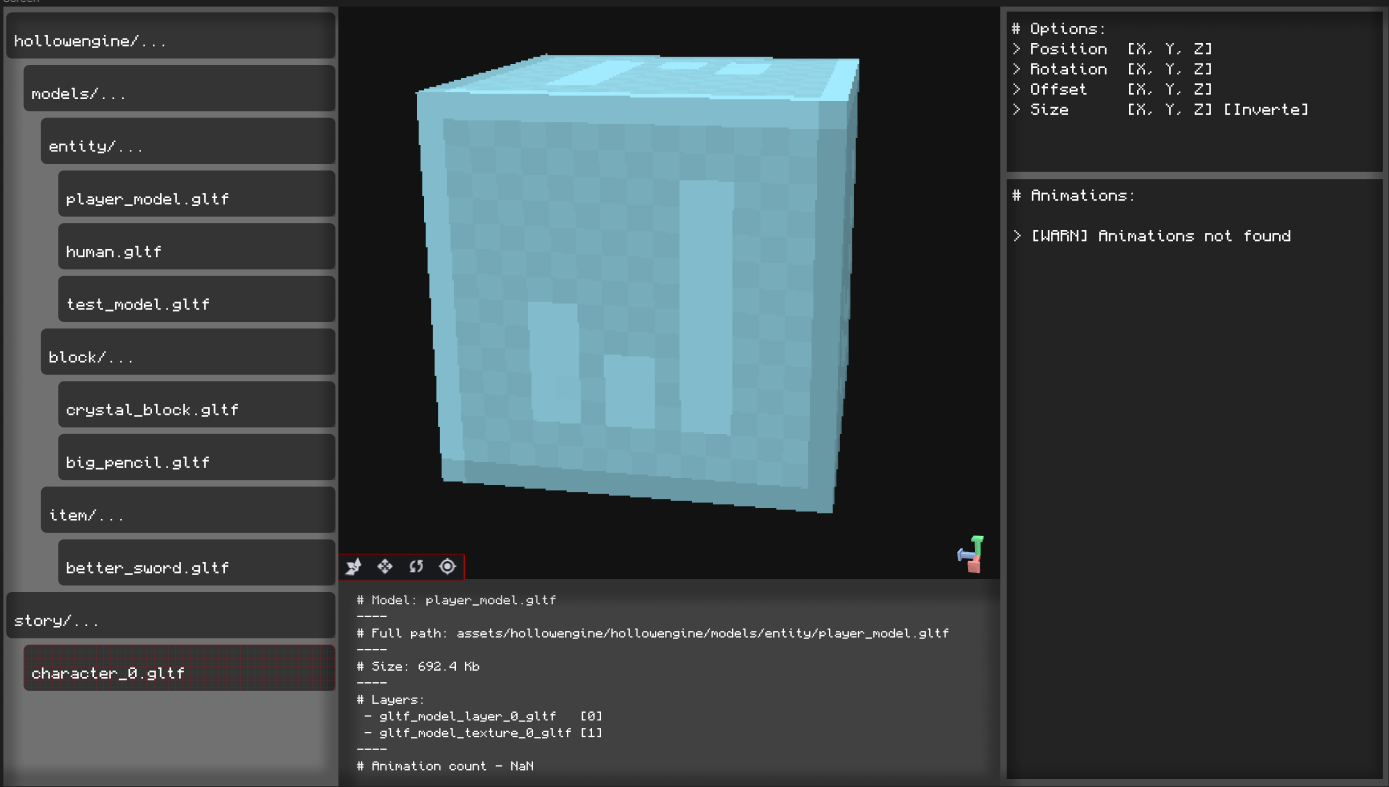 hollowengine/...
models/...
entity/...
player_model.gltf
human.gltf
test_model.gltf
block/...
crystal_block.gltf
big_pencil.gltf
item/...
better_sword.gltf
story/...
character_0.gltf
# Model: player_model.gltf
----
# Full path: assets/hollowengine/hollowengine/models/entity/player_model.gltf
----
# Size: 692.4 Kb
----
# Layers:
- gltf_model_layer_0_gltf [0]
- gltf_model_texture_0_gltf [1]
----
# Animation count - NaN
# Options:
> Position [X, Y, Z]
> Rotation [X, Y, Z]
> Offset [X, Y, Z]
> Size [X, Y, Z] [Inverte]
# Animations:
> [WARN] Animations not found